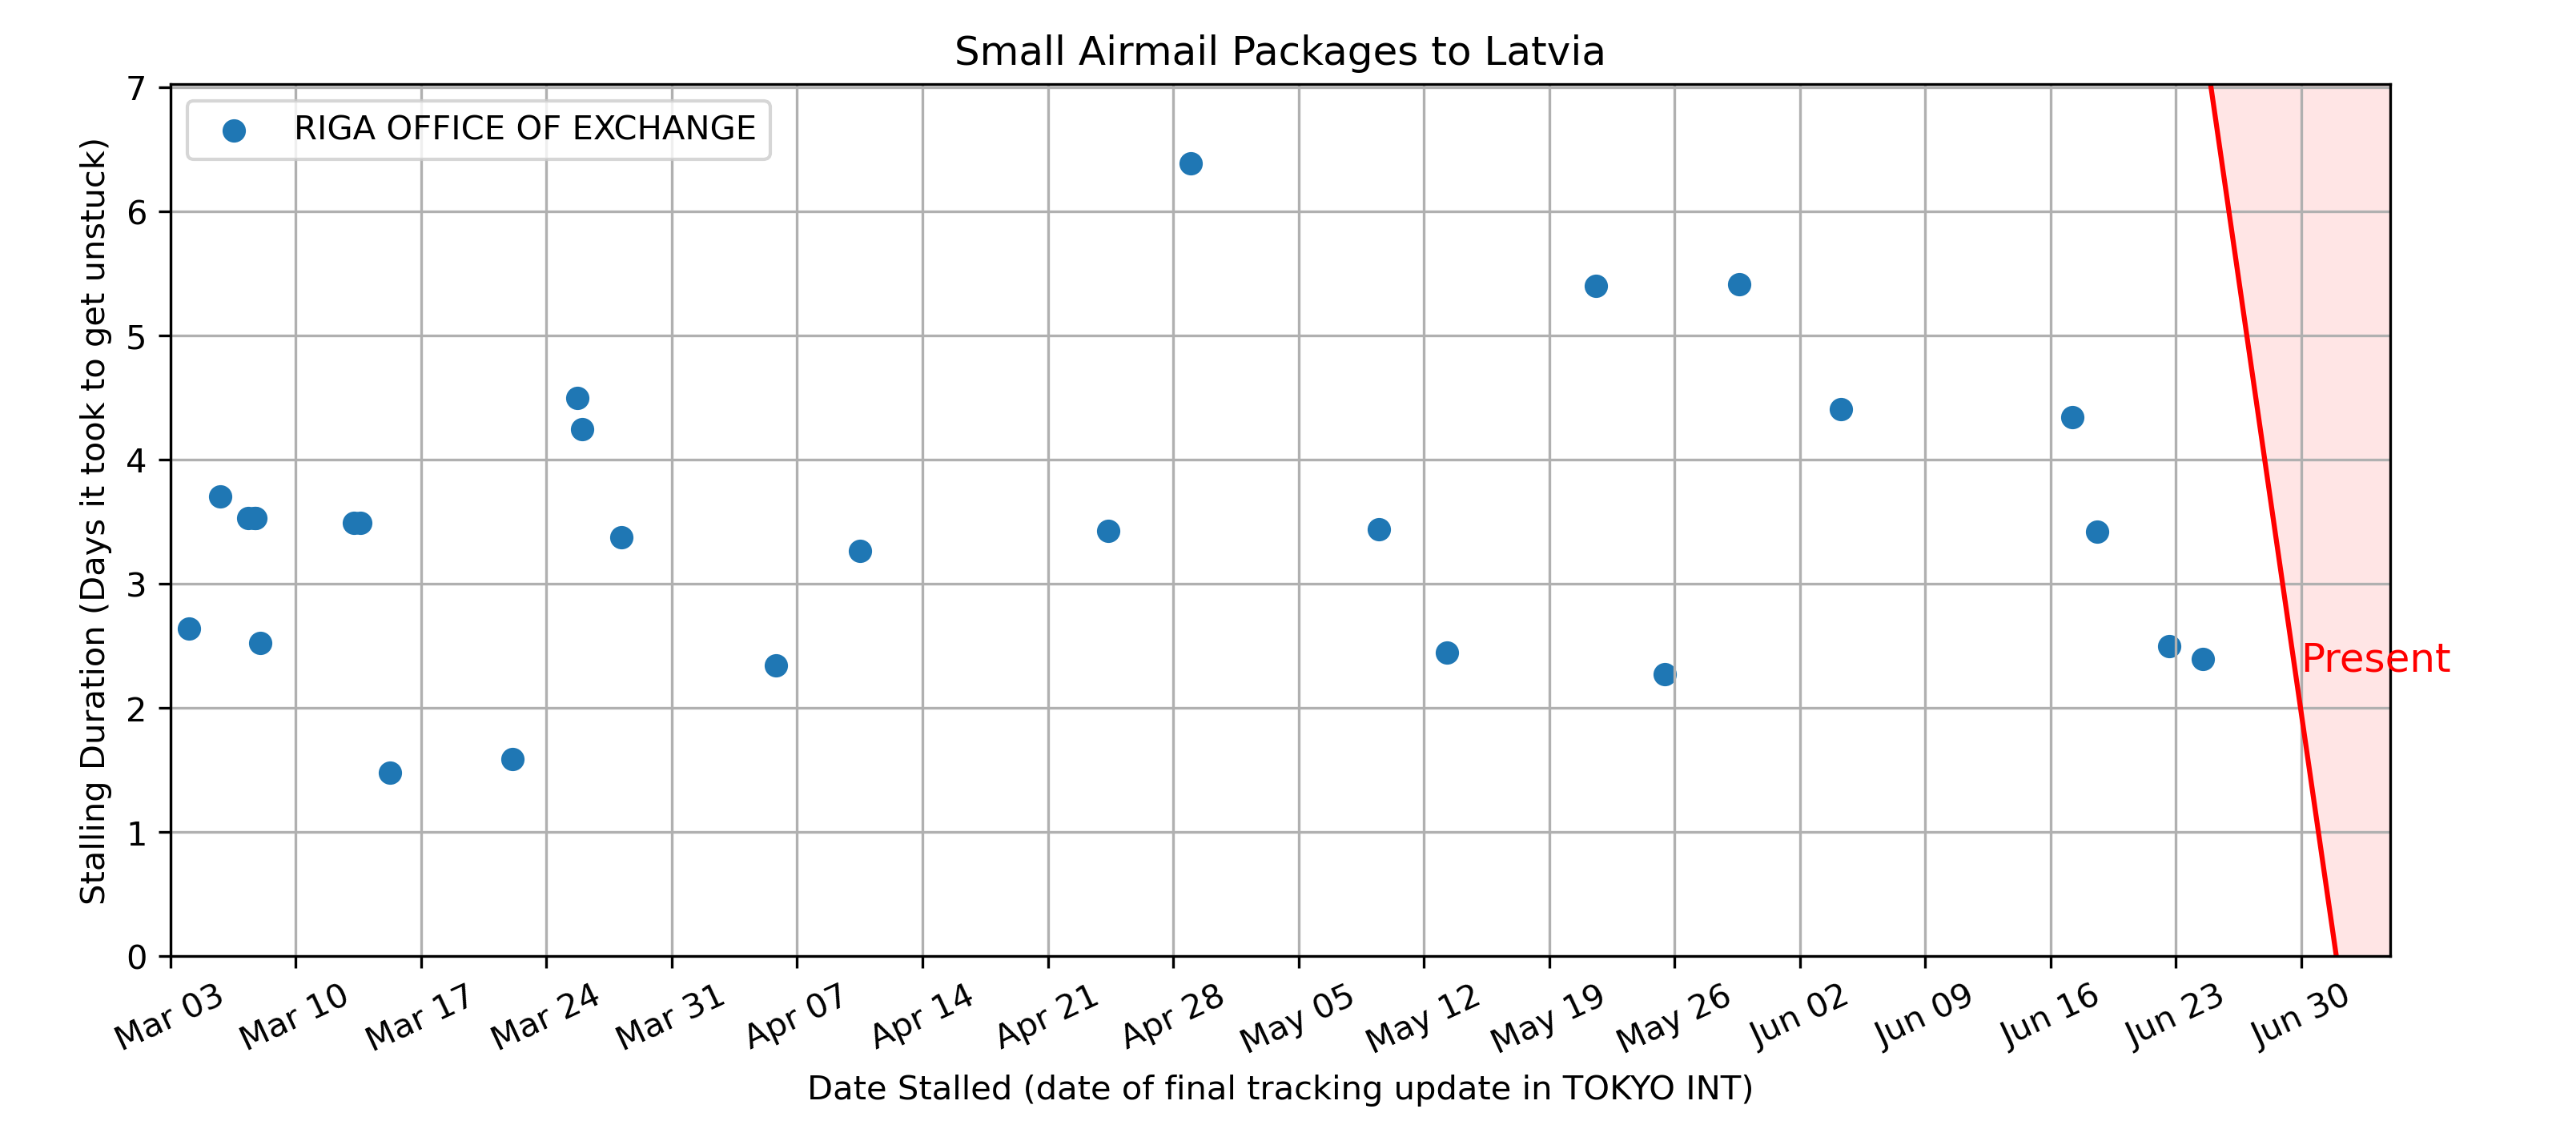 Small Airmail Packages to Latvia
RIGA OFFICE OF EXCHANGE
Stalling Duration (Days it took to get unstuck)
7
6
5
4
3
2
1
0
Present
Mar 03
Mar 10
Mar 17
Mar 24
Mar 31
Apr 07
Apr 14
Apr 21
Apr 28
May 05
May 12
May 19
May 26
Jun 02
Jun 09
Jun 16
Jun 23
Jun 30
Date Stalled (date of final tracking update in TOKYO INT)